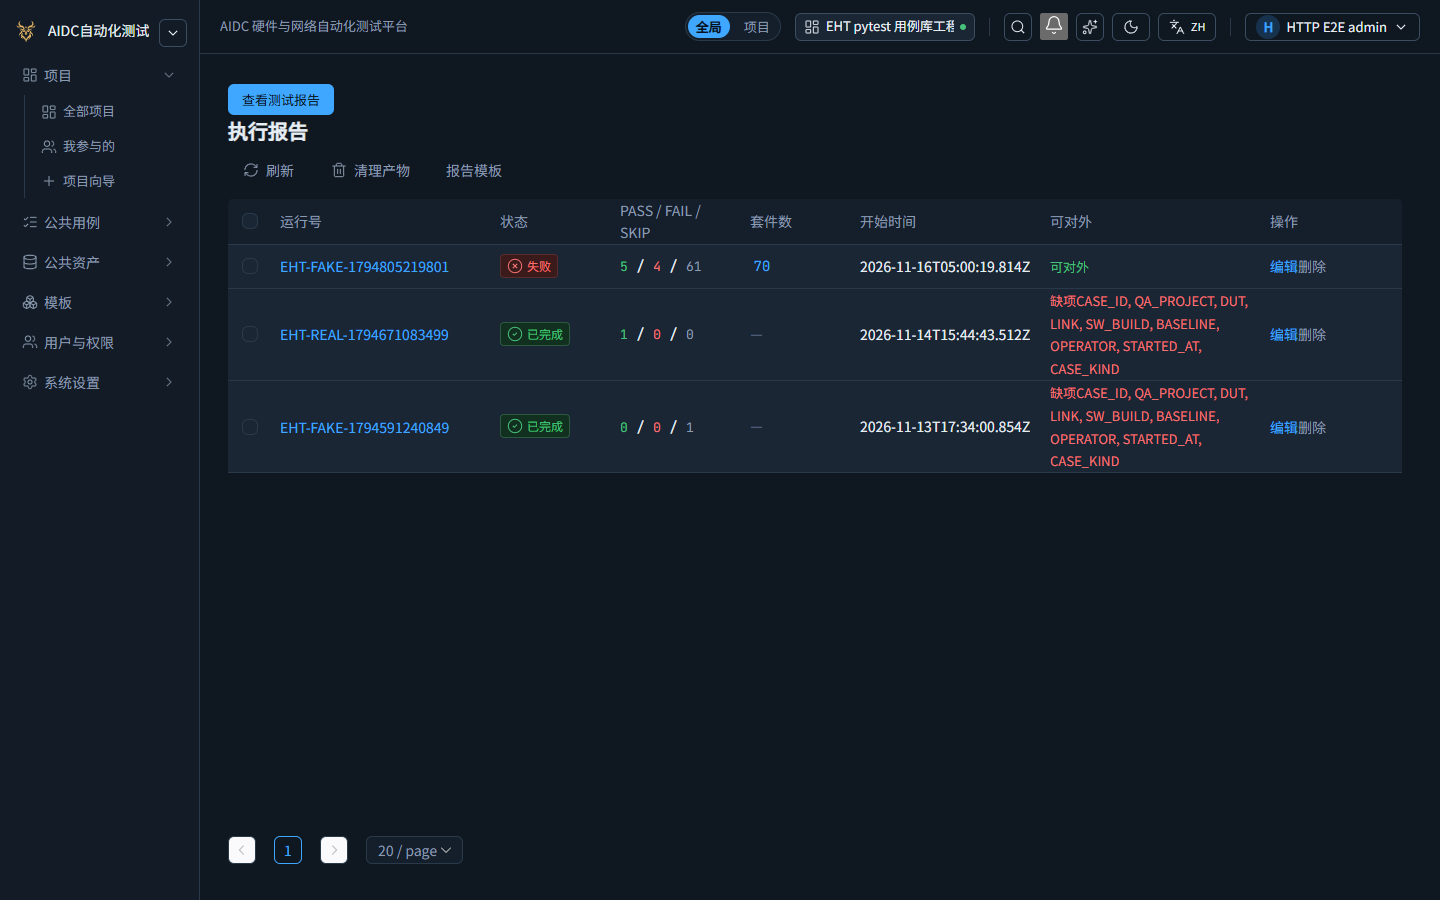 AIDC自动化测试
项目
全部项目
我参与的
项目向导
公共用例
公共资产
模板
用户与权限
系统设置
AIDC 硬件与网络自动化测试平台
全局 项目
EHT pytest 用例库工程
ZH
H HTTP E2E admin
查看测试报告
执行报告
刷新 清理产物 报告模板
运行号 状态 PASS / FAIL / SKIP 套件数 开始时间 可对外 操作
EHT-FAKE-1794805219801 失败 5 / 4 / 61 70 2026-11-16T05:00:19.814Z 可对外 编辑删除
EHT-REAL-1794671083499 已完成 1 / 0 / 0 — 2026-11-14T15:44:43.512Z 缺项CASE_ID, QA_PROJECT, DUT,
LINK, SW_BUILD, BASELINE,
OPERATOR, STARTED_AT,
CASE_KIND
编辑删除
EHT-FAKE-1794591240849 已完成 0 / 0 / 1 — 2026-11-13T17:34:00.854Z 缺项CASE_ID, QA_PROJECT, DUT,
LINK, SW_BUILD, BASELINE,
OPERATOR, STARTED_AT,
CASE_KIND
编辑删除
1 20 / page